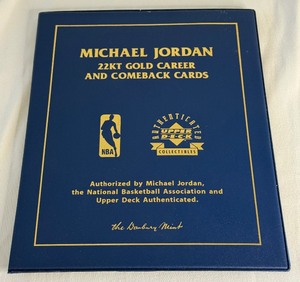 MICHAEL JORDAN
22KT GOLD CAREER
AND COMEBACK CARDS
NBA
AUTHENTICATED
UPPER DECK
COLLECTIBLES
Authorized by Michael Jordan,
the National Basketball Association and
Upper Deck Authenticated.
the Danbury Mint